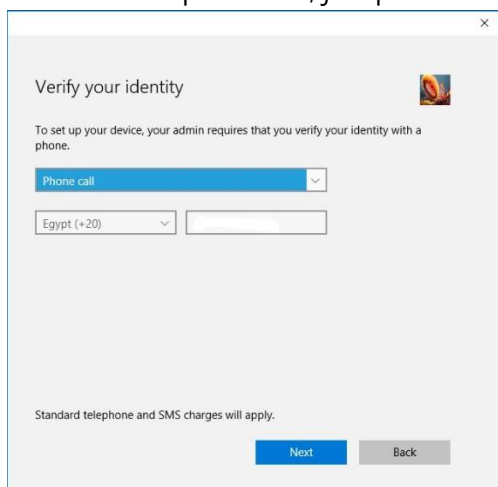 Verify your identity
To set up your device, your admin requires that you verify your identity with a
phone.
Phone call
Egypt (+20)
Standard telephone and SMS charges will apply.
Next Back